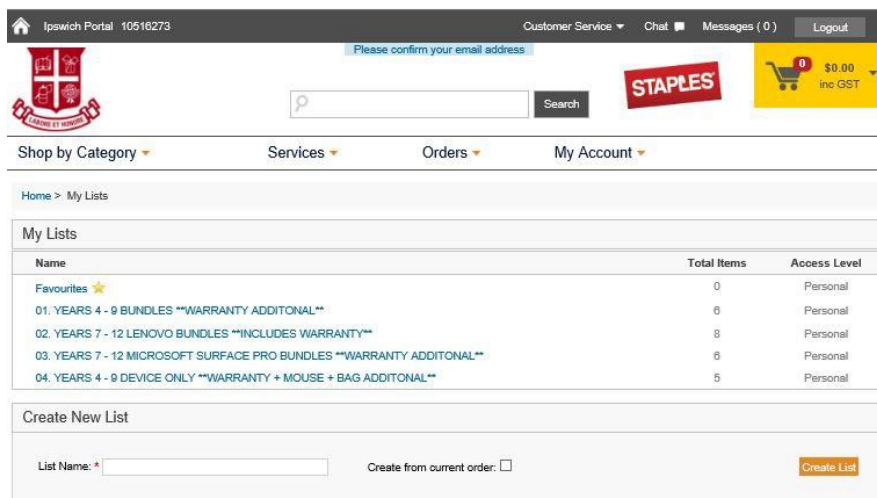 Ipswich Portal 10516273 Customer Service Chat Messages ( 0 ) Logout
Please confirm your email address
LABORE ET HONORE
Search
STAPLES
0
$0.00
inc GST
Shop by Category Services Orders My Account
Home > My Lists
My Lists
Name Total Items Access Level
Favourites 0 Personal
01. YEARS 4 - 9 BUNDLES **WARRANTY ADDITONAL** 6 Personal
02. YEARS 7 - 12 LENOVO BUNDLES **INCLUDES WARRANTY** 8 Personal
03. YEARS 7 - 12 MICROSOFT SURFACE PRO BUNDLES **WARRANTY ADDITONAL** 6 Personal
04. YEARS 4 - 9 DEVICE ONLY **WARRANTY + MOUSE + BAG ADDITONAL** 5 Personal
Create New List
List Name: * Create from current order: Create List